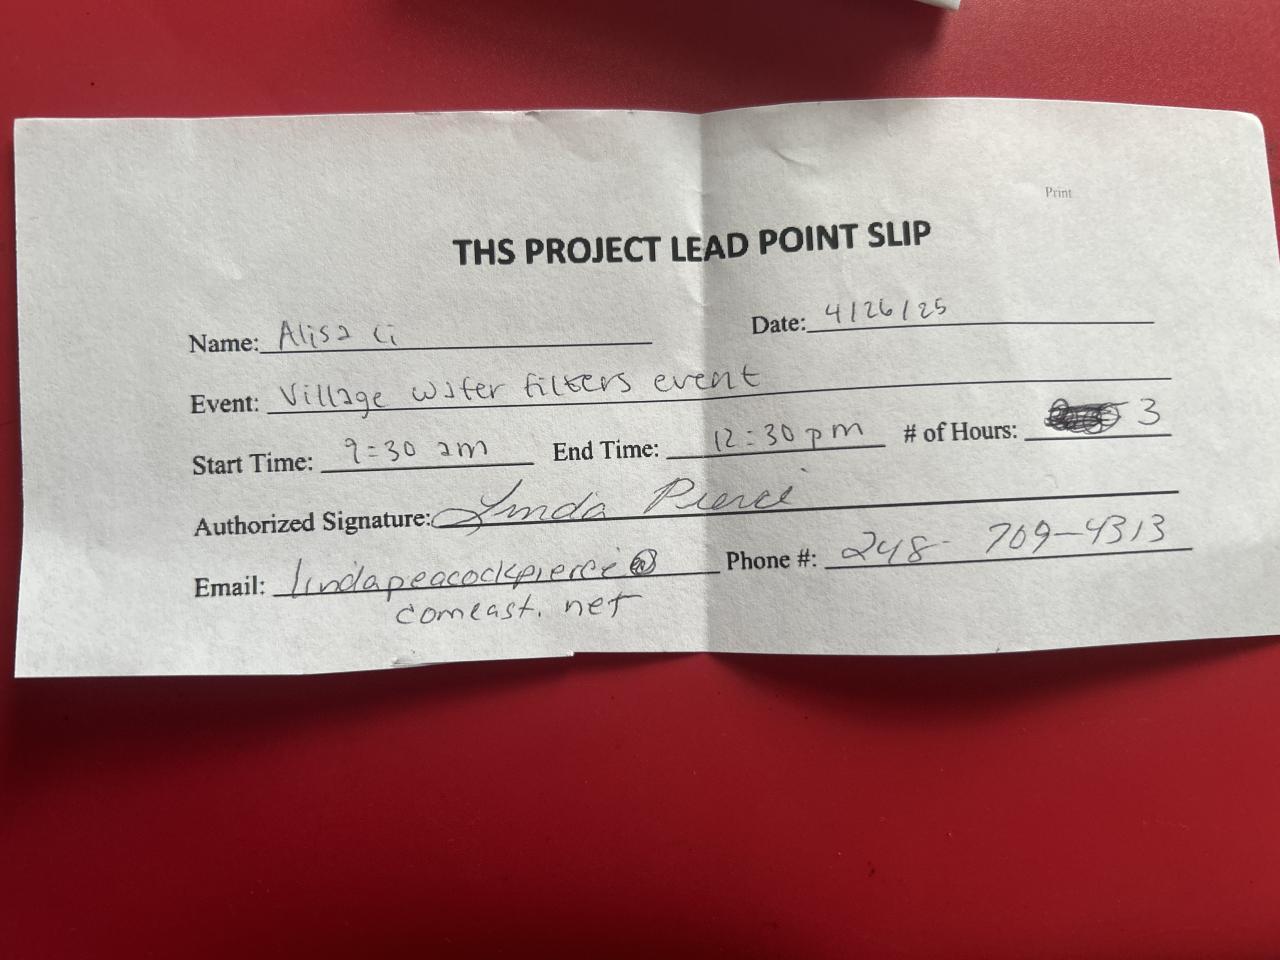 Print
THS PROJECT LEAD POINT SLIP
Name: Alisa Ci Date: 4/26/25
Event: Village water filters event
Start Time: 9:30 am End Time: 12:30 pm # of Hours: 3
Authorized Signature: Linda Pierce
Email: lindapeacockpierce@ Phone #: 248-709-4313
comcast.net